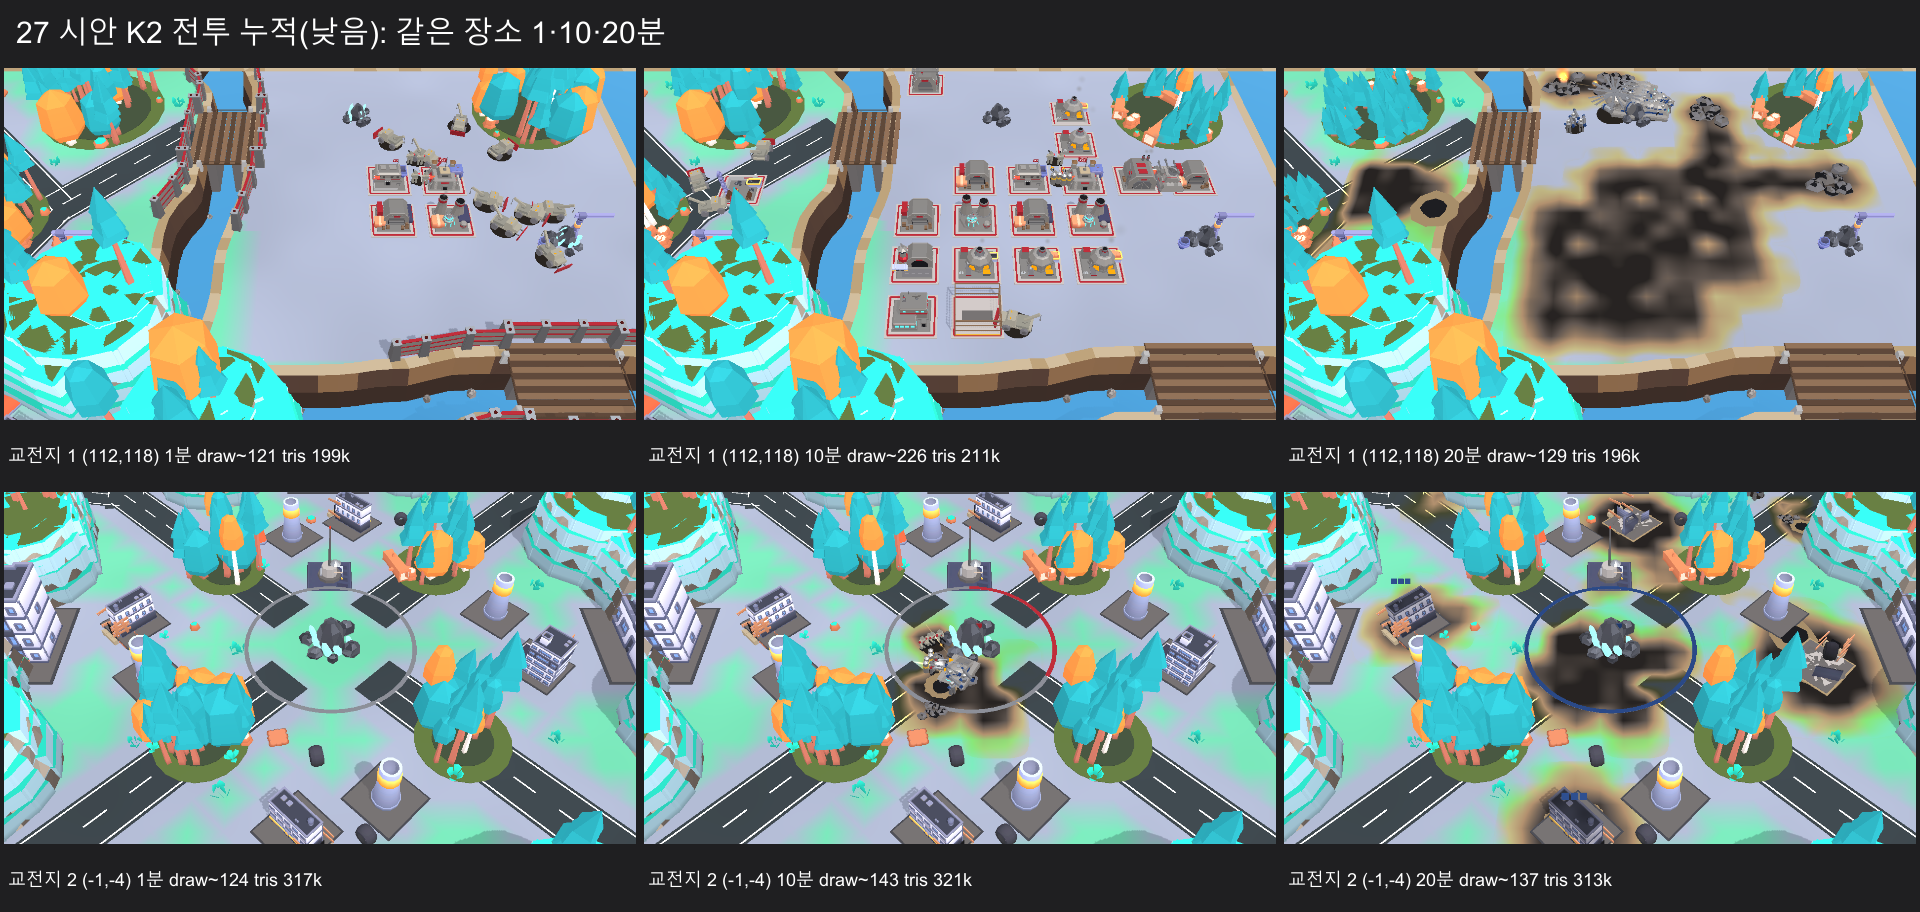 27 시안 K2 전투 누적(낮음): 같은 장소 1·10·20분
교전지 1 (112,118) 1분 draw~121 tris 199k
교전지 1 (112,118) 10분 draw~226 tris 211k
교전지 1 (112,118) 20분 draw~129 tris 196k
교전지 2 (-1,-4) 1분 draw~124 tris 317k
교전지 2 (-1,-4) 10분 draw~143 tris 321k
교전지 2 (-1,-4) 20분 draw~137 tris 313k